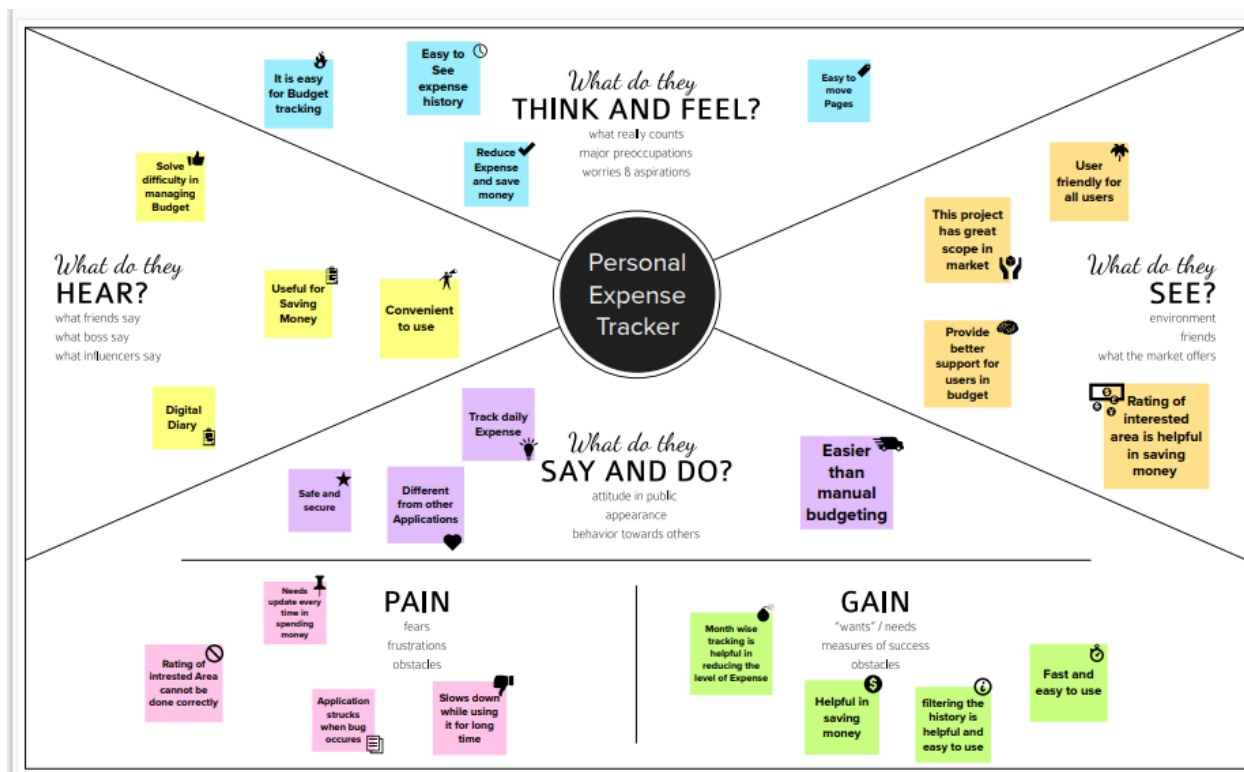 It is easy
for Budget
tracking
Easy to
See
expense
history
What do they
THINK AND FEEL?
what really counts
major preoccupations
worries & aspirations
Easy to
move
Pages
Reduce
Expense
and save
money
Solve
difficulty in
managing
Budget
What do they
HEAR?
what friends say
what boss say
what influencers say
Useful for
Saving
Money
Convenient
to use
Digital
Diary
Personal
Expense
Tracker
User
friendly for
all users
This project
has great
scope in
market
What do they
SEE?
environment
friends
what the market offers
Provide
better
support for
users in
budget
Rating of
interested
area is helpful
in saving
money
Track daily
Expense
What do they
SAY AND DO?
attitude in public
appearance
behavior towards others
Safe and
secure
Different
from other
Applications
Easier
than
manual
budgeting
Needs
update every
time in
spending
money
PAIN
fears
frustrations
obstacles
Rating of
intrested Area
cannot be
done correctly
Application
strucks
when bug
occures
Slows down
while using
it for long
time
GAIN
"wants" / needs
measures of success
obstacles
Month wise
tracking is
helpful in
reducing the
level of Expense
Helpful in
saving
money
filtering the
history is
helpful and
easy to use
Fast and
easy to use